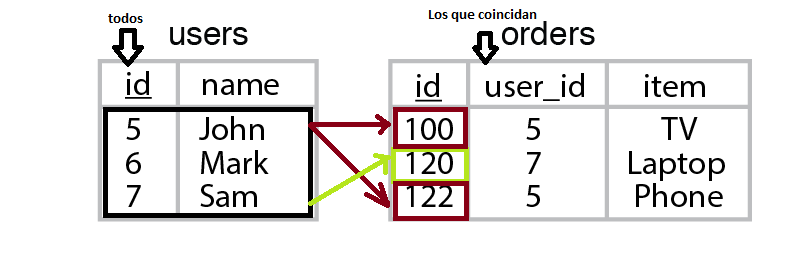 todos
Los que coincidan
users
orders
id name
id user_id item
5 John
100 5 TV
6 Mark
120 7 Laptop
7 Sam
122 5 Phone